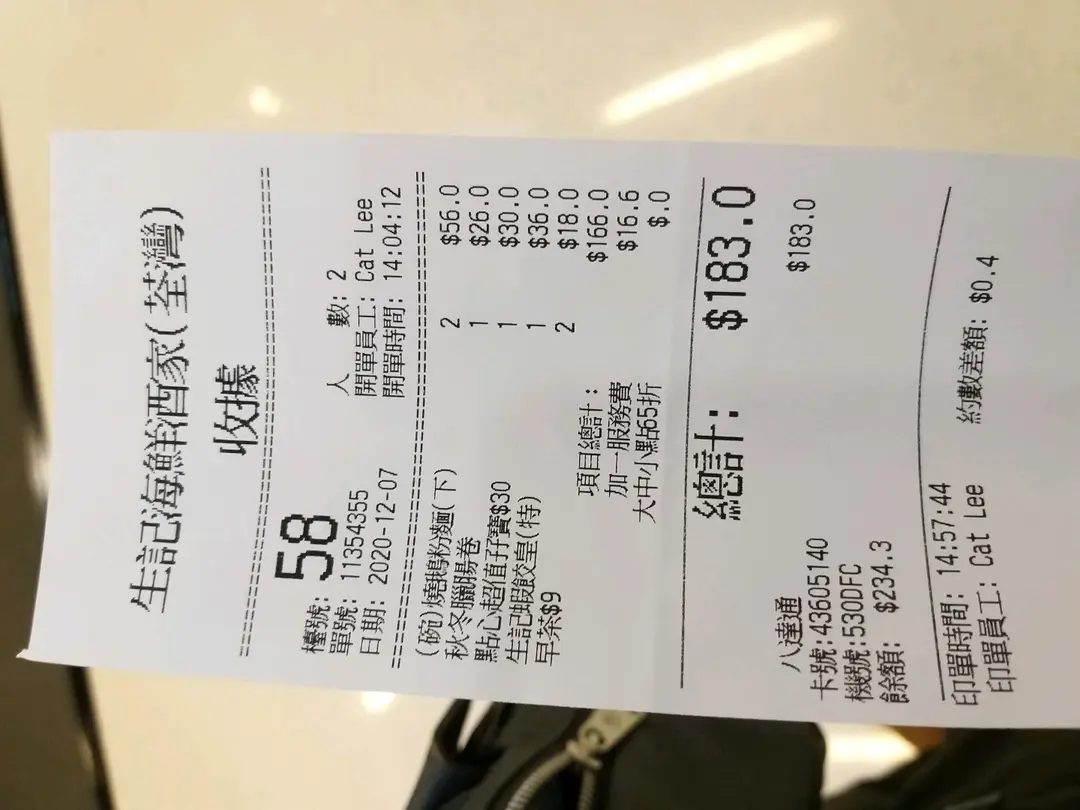 生記海鮮酒家(荃灣)
收據
檯號: 58
單號: 11354355 人 數: 2
開單員工: Cat Lee
日期: 2020-12-07 開單時間: 14:04:12
(碗)燒鵝粉麵(下) 2 $56.0
秋冬臘腸卷 1 $26.0
點心超值孖寶$30 1 $30.0
生記蝦餃皇(特) 1 $36.0
早茶$9 2 $18.0
項目總計: $166.0
加一服務費 $16.6
大中小點65折 $.0
總計: $183.0
八達通 $183.0
卡號:43605140
機號:530DFC
餘額: $234.3
印單時間: 14:57:44 約數差額: $0.4
印單員工: Cat Lee